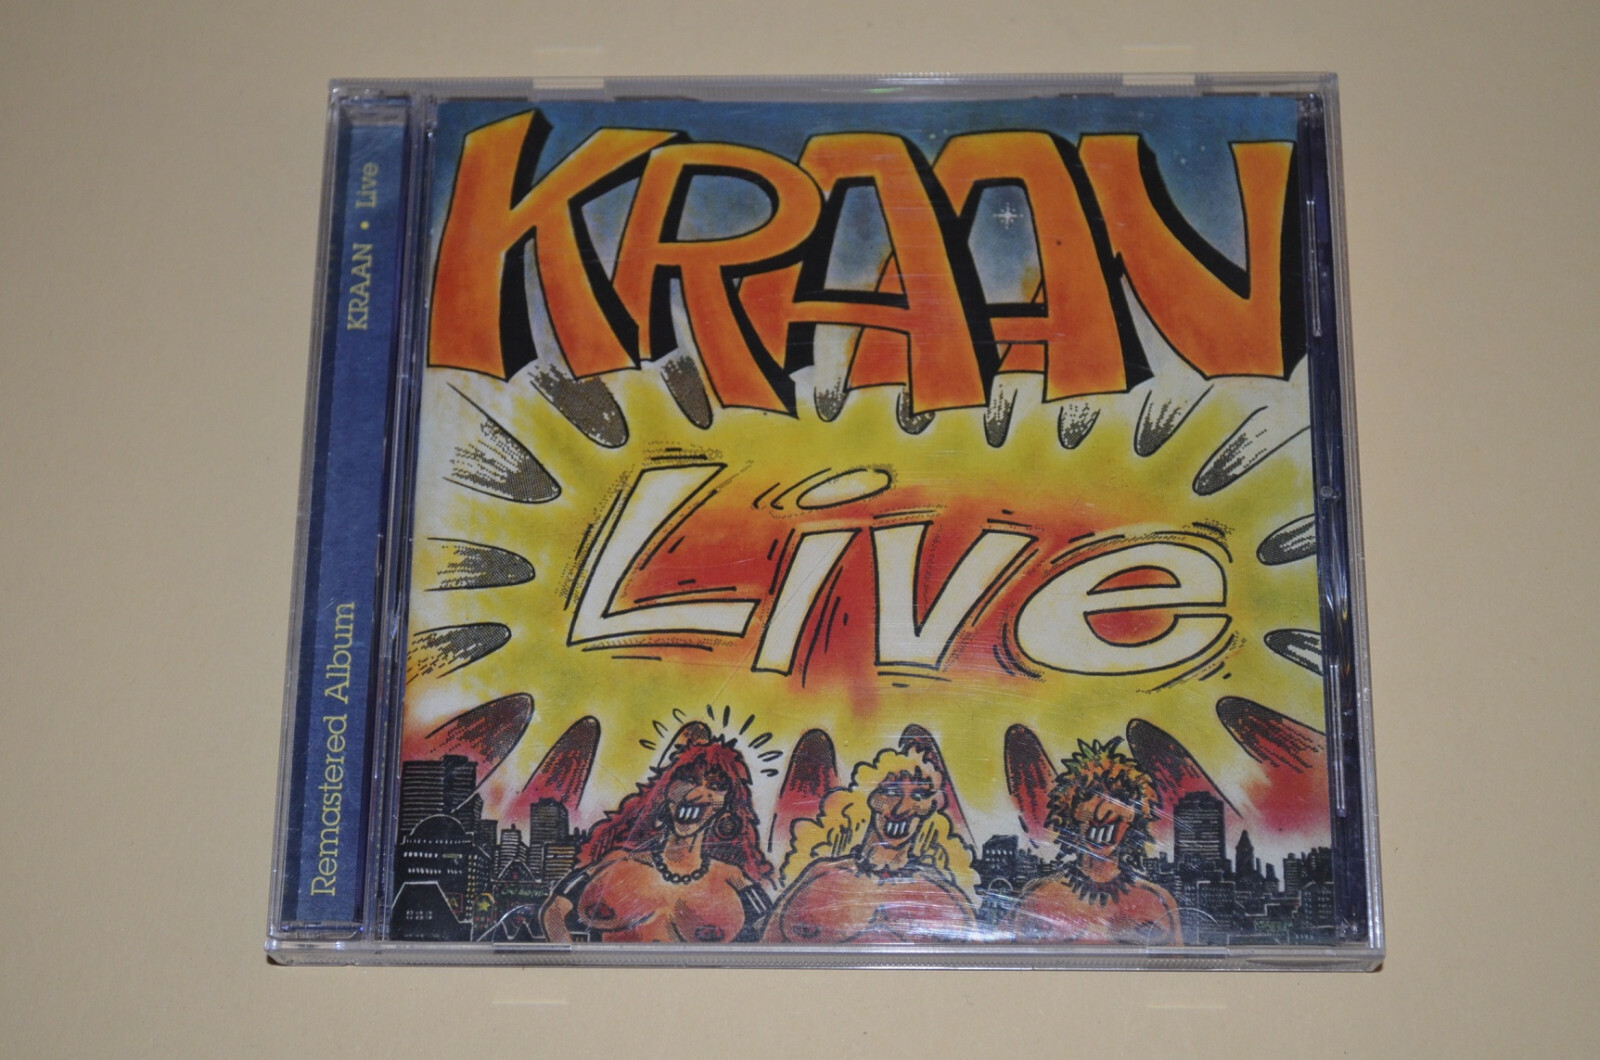 KRAAN
Live
KRAAN • Live
Remastered Album